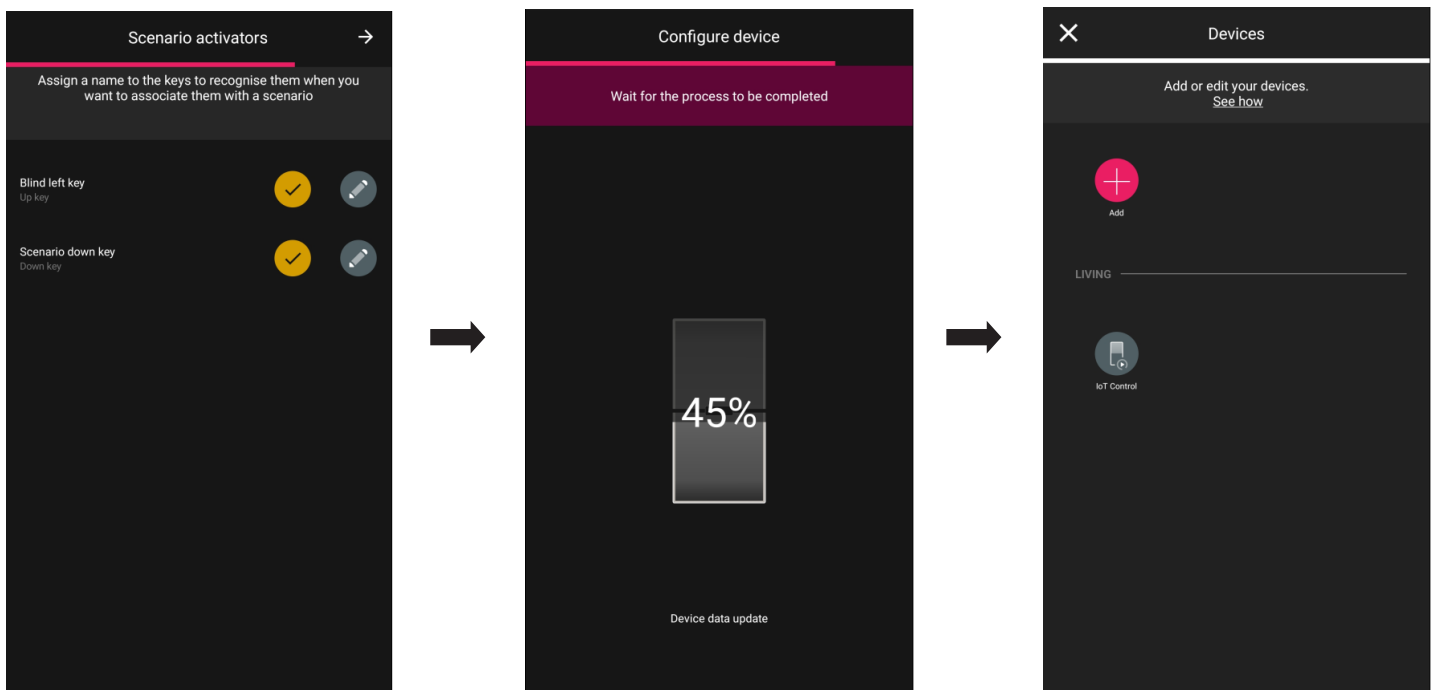 Scenario activators
Assign a name to the keys to recognise them when you
want to associate them with a scenario
Blind left key
Up key
Scenario down key
Down key
Configure device
Wait for the process to be completed
45%
Device data update
Devices
Add or edit your devices.
See how
Add
LIVING
IoT Control